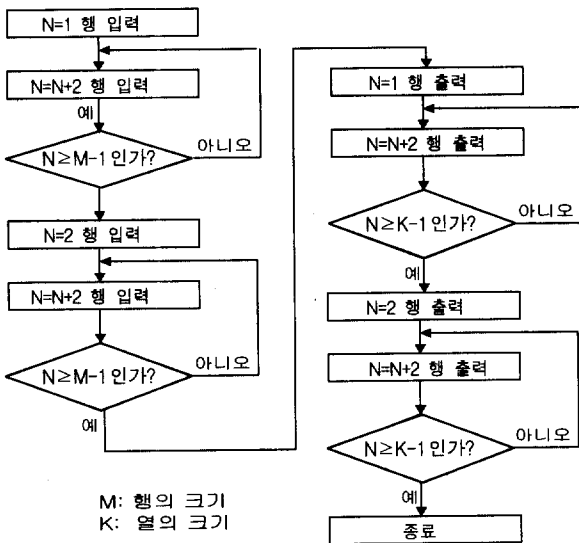 N=1 행 입력
N=N+2 행 입력
예
N≥M-1인가?
아니오
N=2 행 입력
N=N+2 행 입력
N≥M-1인가?
아니오
예
M: 행의 크기
K: 열의 크기
N=1 행 출력
N=N+2 행 출력
N≥K-1인가?
아니오
예
N=2 행 출력
N=N+2 행 출력
N≥K-1인가?
아니오
예
종료